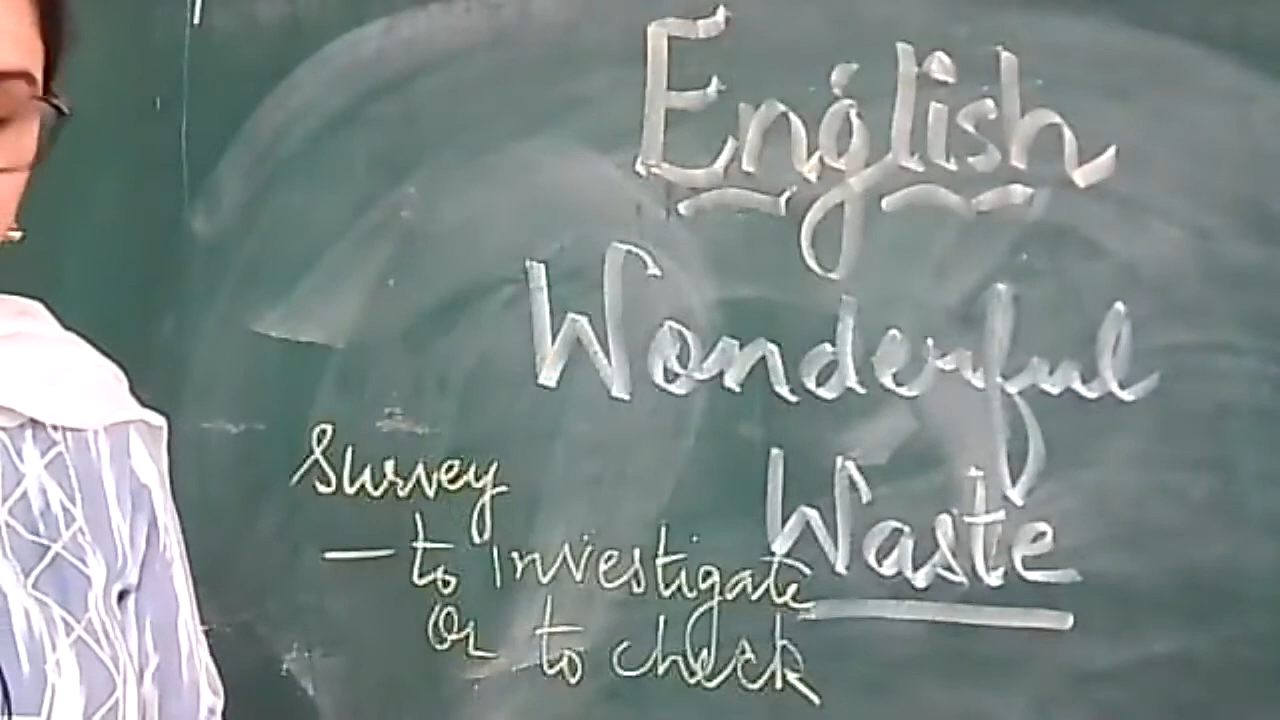 English
Wonderful
Waste
Survey
— to investigate
Or to check